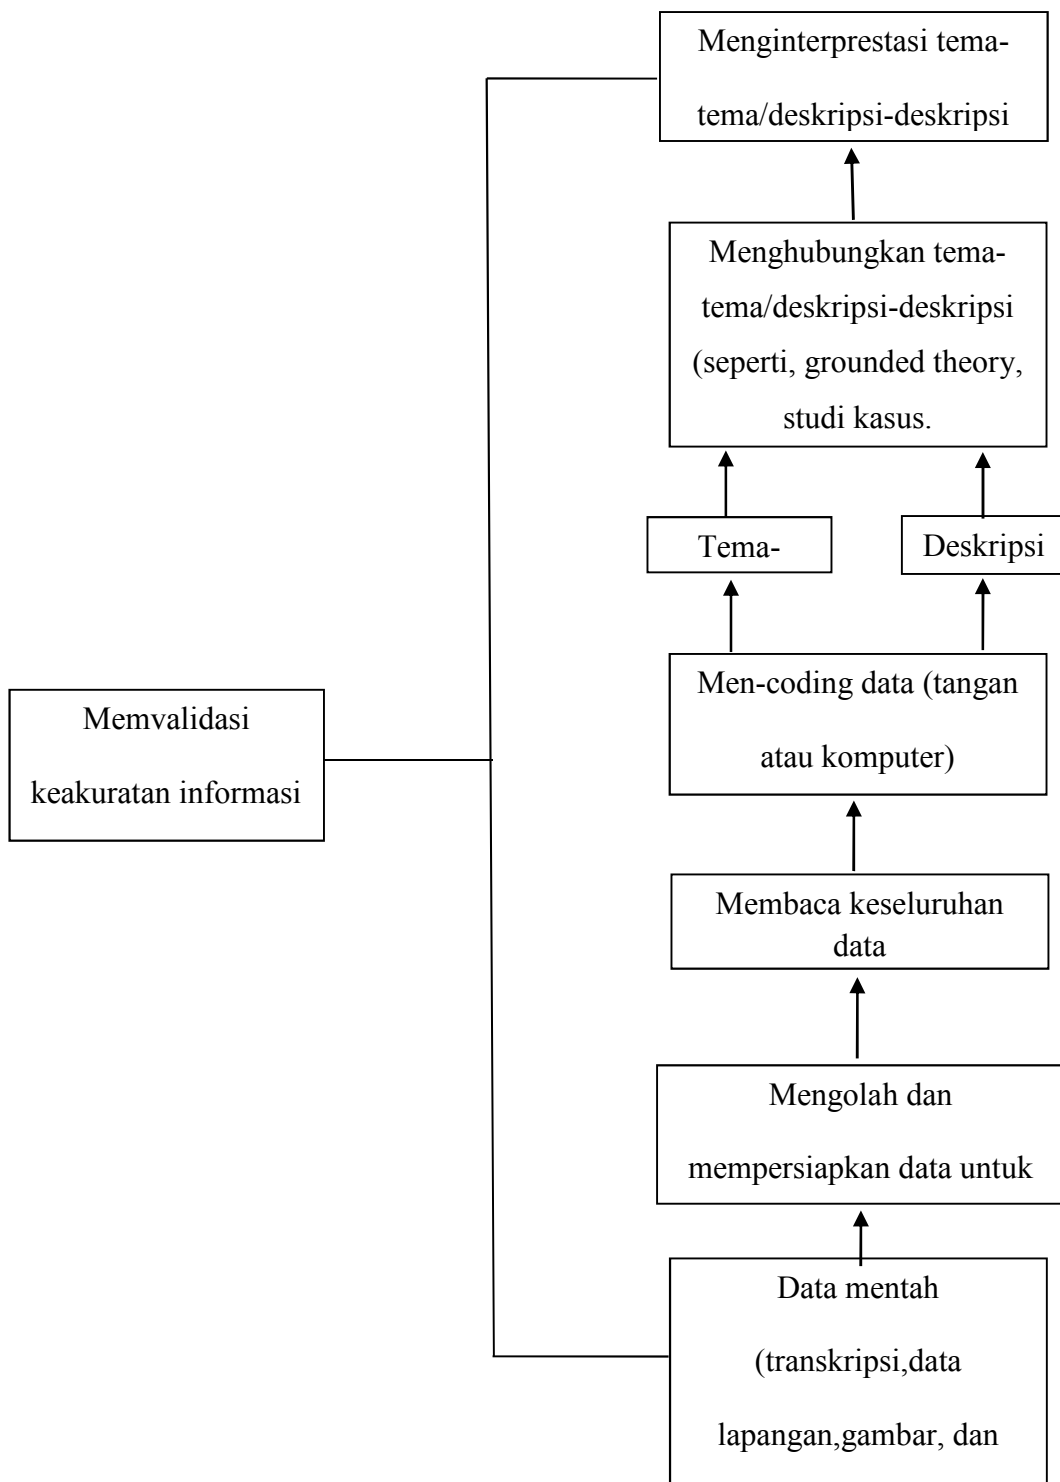 Menginterprestasi tema-
tema/deskripsi-deskripsi
Menghubungkan tema-
tema/deskripsi-deskripsi
(seperti, grounded theory,
studi kasus.
Tema-
Deskripsi
Men-coding data (tangan
atau komputer)
Memvalidasi
keakuratan informasi
Membaca keseluruhan
data
Mengolah dan
mempersiapkan data untuk
Data mentah
(transkripsi,data
lapangan,gambar, dan